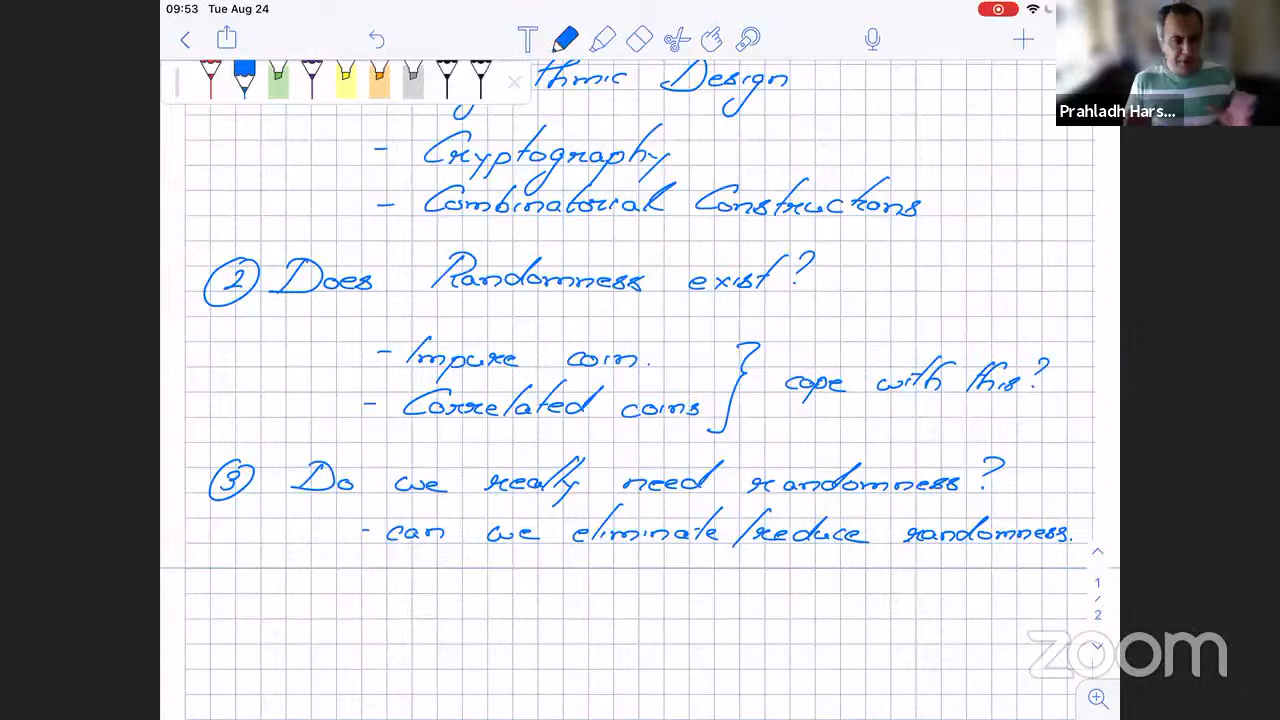 09:53 Tue Aug 24
Prahladh Hars...
thmic Design
- Cryptography
- Combinatorial Constructions
② Does Randomness exist?
- Impure coin.
- Correlated coins } cope with this?
③ Do we really need randomness?
- can we eliminate/reduce randomness.
1
/
2
zoom